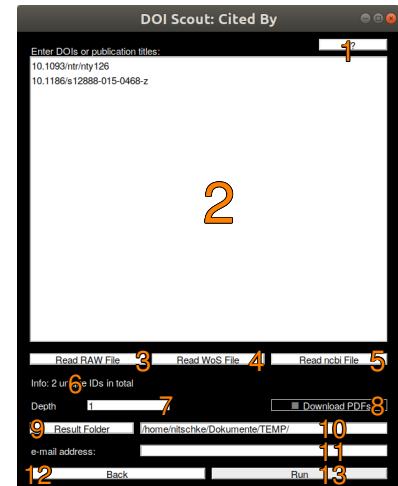 DOI Scout: Cited By
Enter DOIs or publication titles:
1 ?
10.1093/ntr/nty126
10.1186/s12888-015-0468-z
2
Read RAW File 3 Read WoS File 4 Read ncbi File 5
Info: 2 IDs in total 6
Depth 1 7 Download PDFs 8
9 Result Folder /home/nitschke/Dokumente/TEMP/ 10
e-mail address: 11
12 Back Run 13